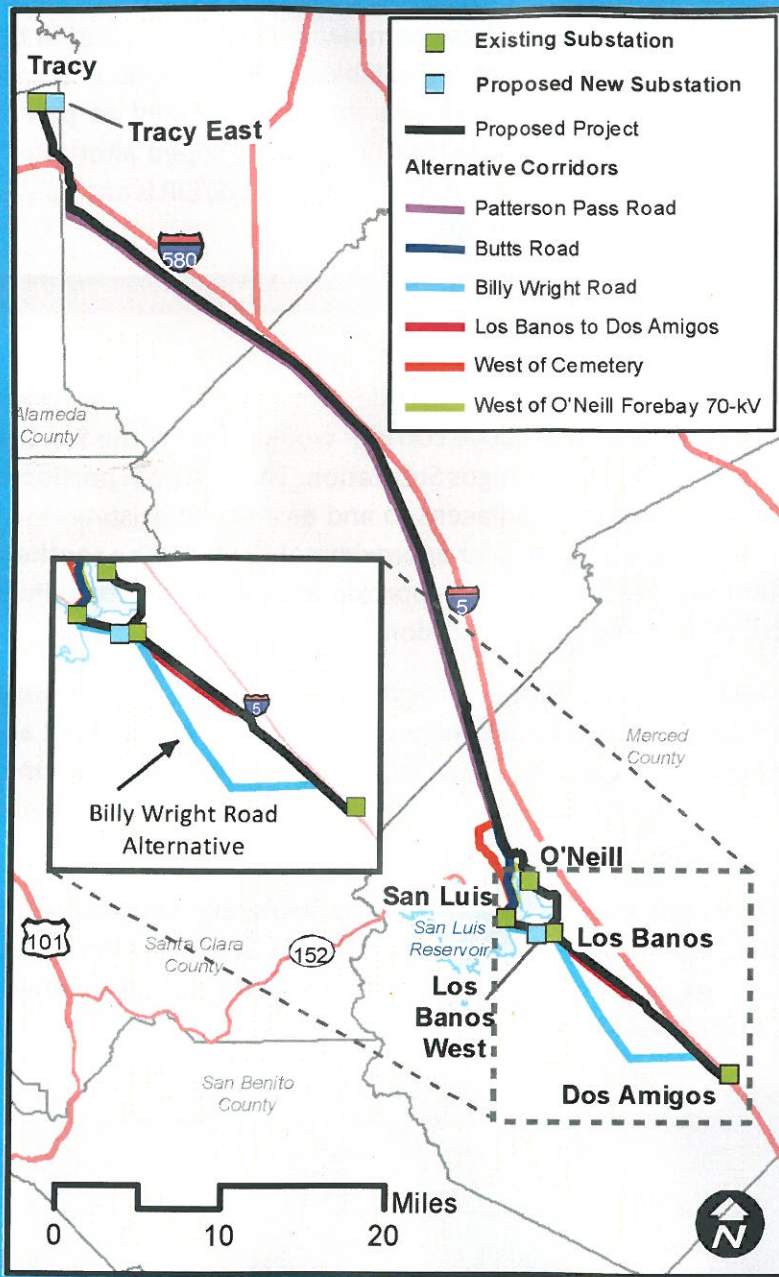 Existing Substation
Proposed New Substation
Proposed Project
Alternative Corridors
Patterson Pass Road
Butts Road
Billy Wright Road
Los Banos to Dos Amigos
West of Cemetery
West of O'Neill Forebay 70-kV
Tracy
Tracy East
580
Alameda
County
5
Merced
County
5
Billy Wright Road
Alternative
O'Neill
San Luis
San Luis
Reservoir
Los Banos
Los
Banos
West
Dos Amigos
101
Santa Clara
County
152
San Benito
County
Miles
0
10
20
N